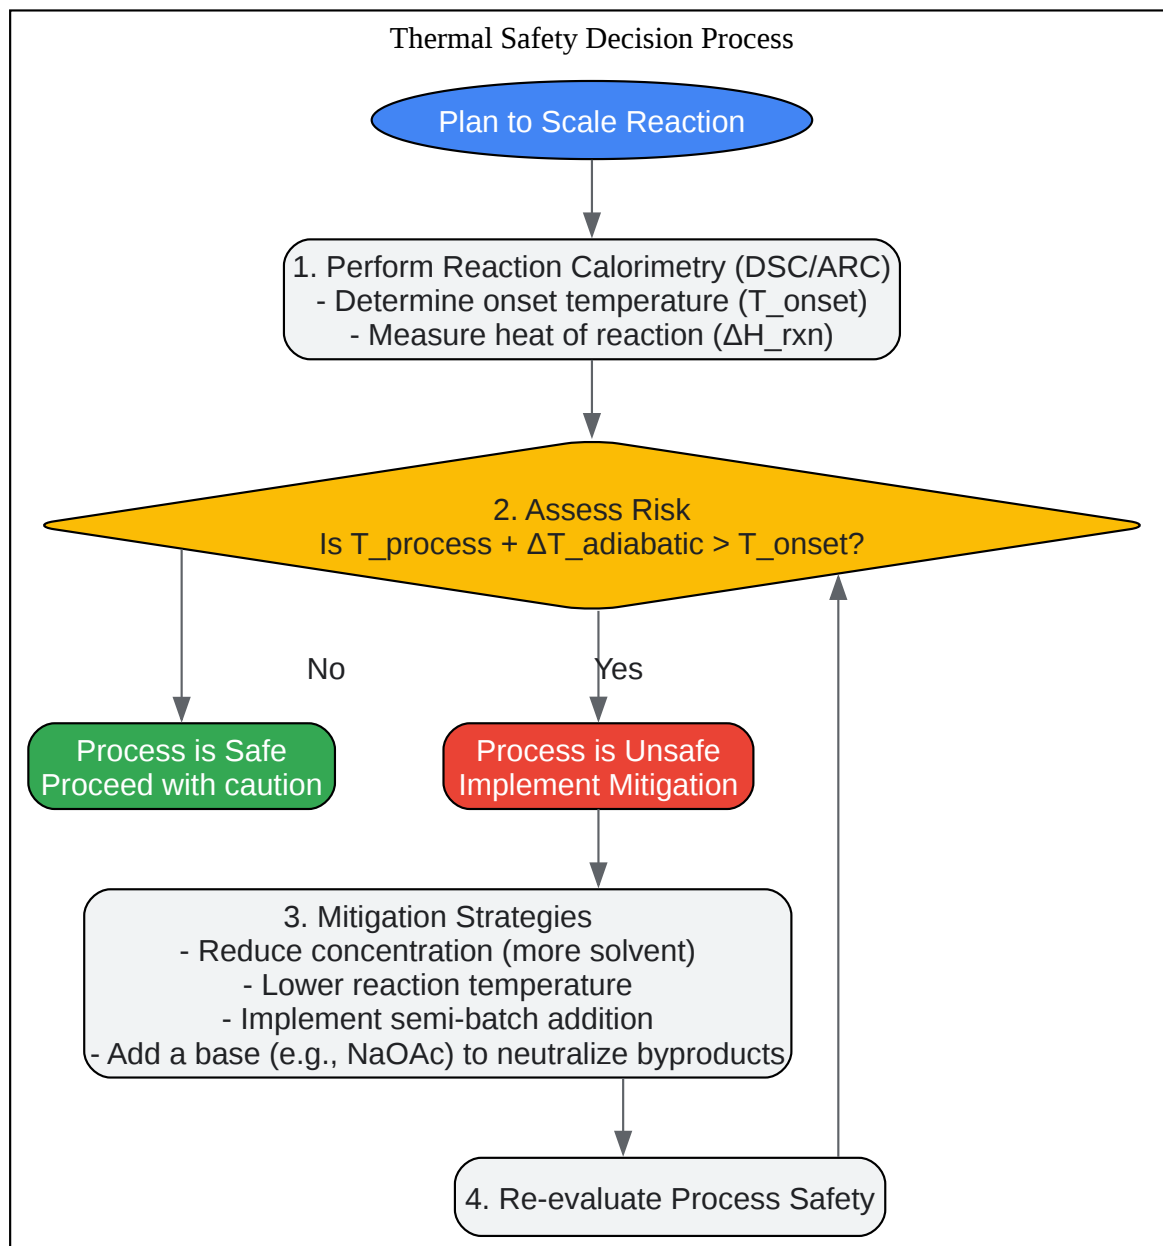 Thermal Safety Decision Process
Plan to Scale Reaction
1. Perform Reaction Calorimetry (DSC/ARC)
- Determine onset temperature (T_onset)
- Measure heat of reaction (ΔH_rxn)
2. Assess Risk
Is T_process + ΔT_adiabatic > T_onset?
No
Yes
Process is Safe
Proceed with caution
Process is Unsafe
Implement Mitigation
3. Mitigation Strategies
- Reduce concentration (more solvent)
- Lower reaction temperature
- Implement semi-batch addition
- Add a base (e.g., NaOAc) to neutralize byproducts
4. Re-evaluate Process Safety